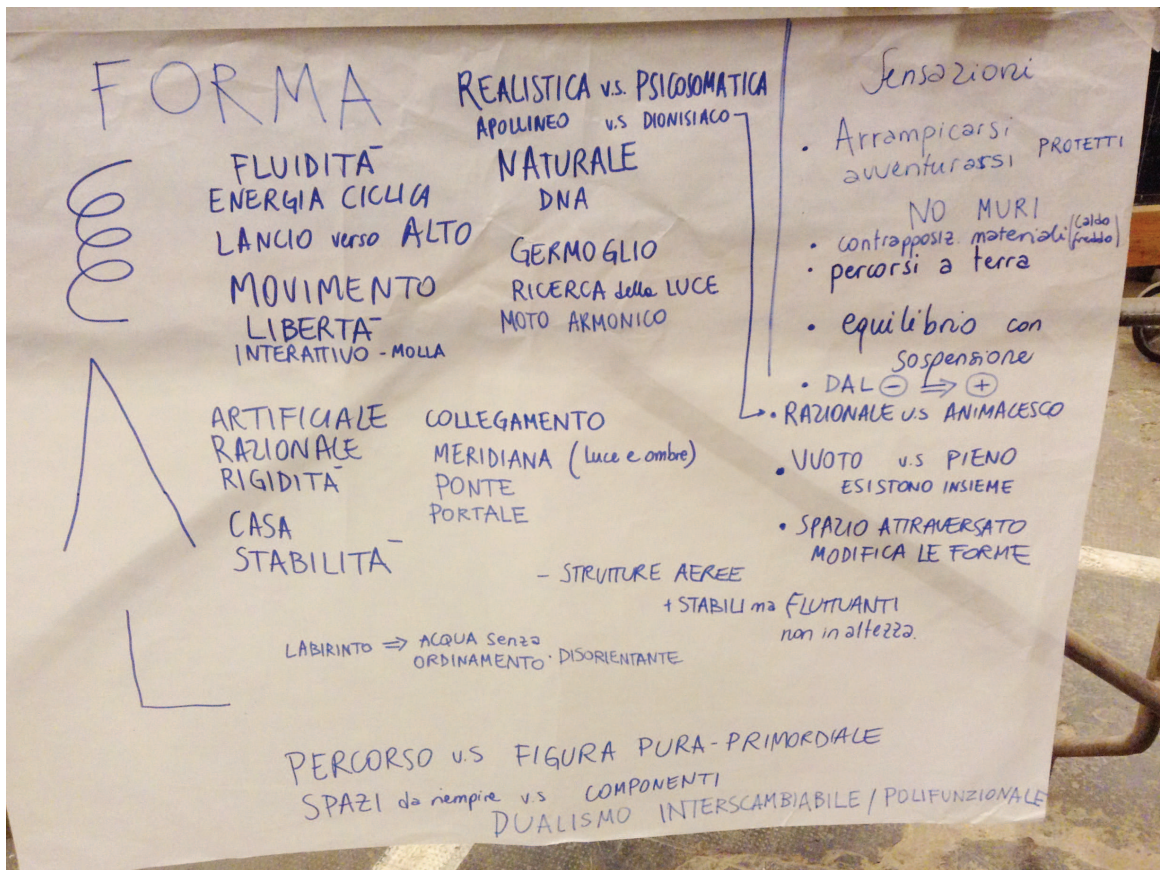 FORMA
REALISTICA v.s. PSICOSOMATICA
APOLLINEO v.s DIONISIACO
FLUIDITÀ
ENERGIA CICLICA
LANCIO verso ALTO
MOVIMENTO
LIBERTÀ
INTERATTIVO - MOLLA
NATURALE
DNA
GERMOGLIO
RICERCA della LUCE
MOTO ARMONICO
ARTIFICIALE
RAZIONALE
RIGIDITÀ
CASA
STABILITÀ
COLLEGAMENTO
MERIDIANA (luce e ombre)
PONTE
PORTALE
- STRUTTURE AEREE
+ STABILI ma FLUTTUANTI
non in altezza.
LABIRINTO ⇒ ACQUA senza
ORDINAMENTO · DISORIENTANTE
Sensazioni
• Arrampicarsi
avventurarsi PROTETTI
NO MURI
• contrapposiz. materiali (caldo
freddo)
• percorsi a terra
• equilibrio con
sospensione
• DAL ⊖ ⇒ ⊕
• RAZIONALE v.s ANIMALESCO
• VUOTO v.s PIENO
ESISTONO INSIEME
• SPAZIO ATTRAVERSATO
MODIFICA LE FORME
PERCORSO v.s FIGURA PURA-PRIMORDIALE
SPAZI da riempire v.s COMPONENTI
DUALISMO INTERSCAMBIABILE / POLIFUNZIONALE